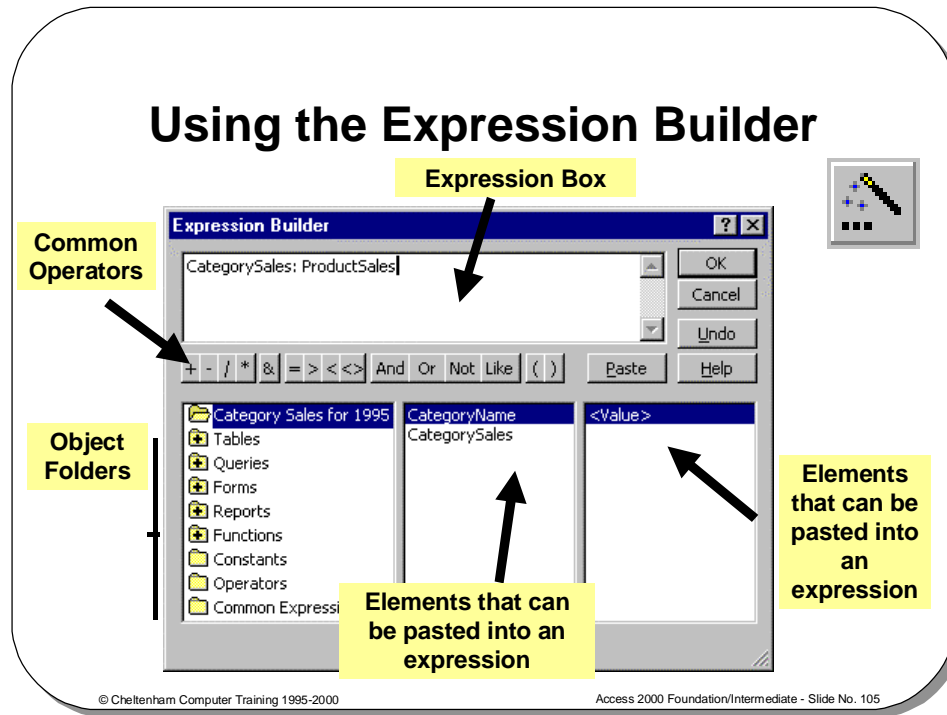 Using the Expression Builder
Expression Box
Common
Operators
Expression Builder
CategorySales: ProductSales
OK
Cancel
Undo
+ - / * & = > < <> And Or Not Like ( ) Paste Help
Object
Folders
Category Sales for 1995
Tables
Queries
Forms
Reports
Functions
Constants
Operators
Common Expressi
CategoryName
CategorySales
<Value>
Elements that can
be pasted into an
expression
Elements
that can be
pasted into
an
expression
© Cheltenham Computer Training 1995-2000
Access 2000 Foundation/Intermediate - Slide No. 105